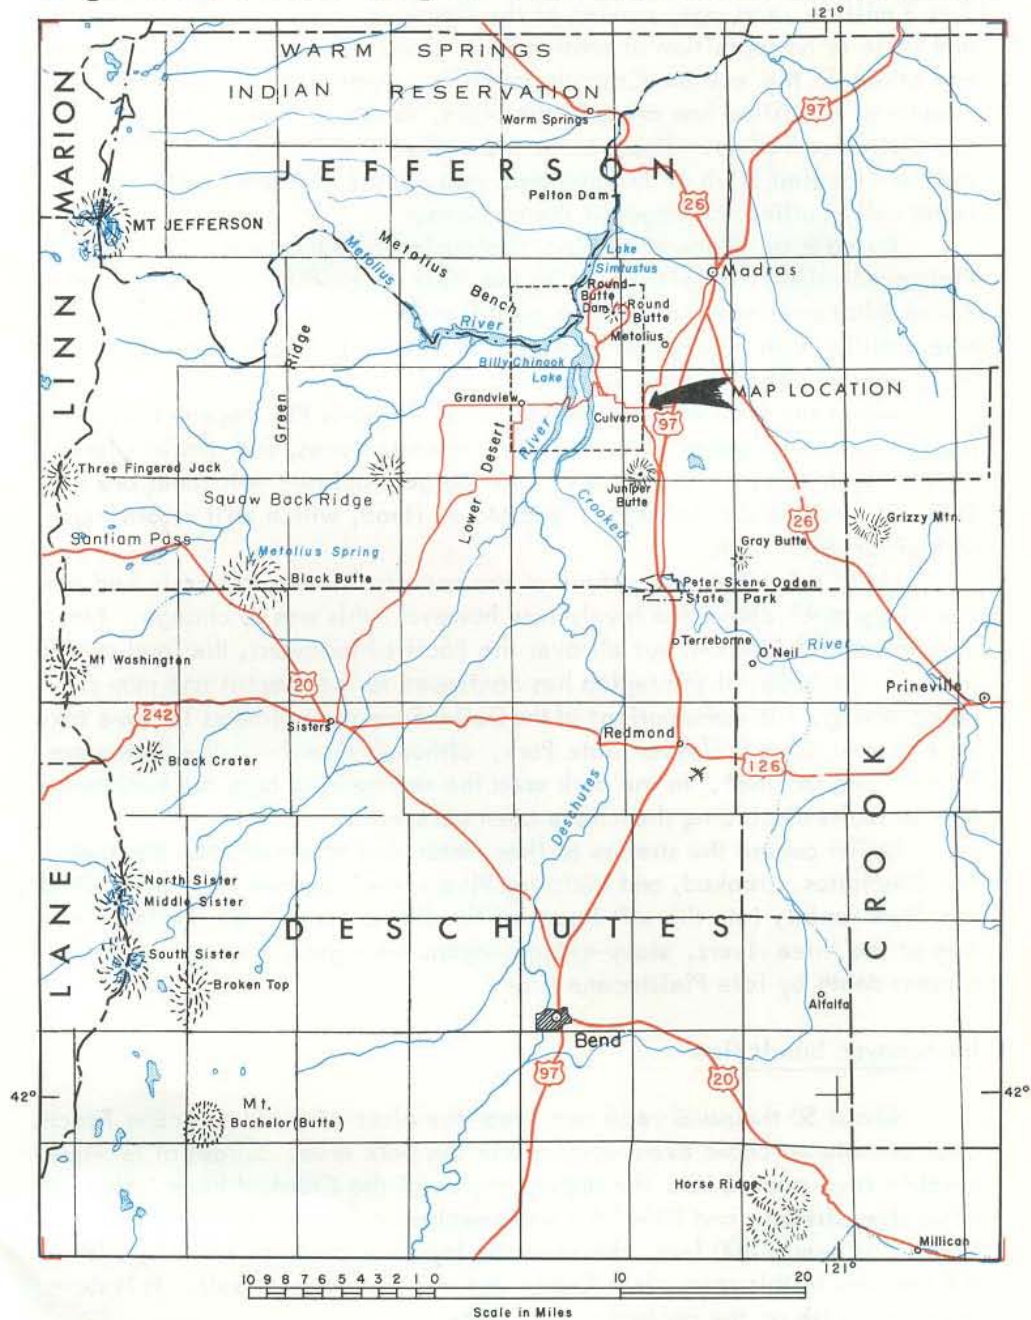 121°
WARM SPRINGS
INDIAN RESERVATION
97
Warm Springs
MARION
JEFFERSON
Pelton Dam
26
MT JEFFERSON
Metolius
Metolius
Lake
Simtustus
Madras
Bench
Round
Butte
Dam
Round
Butte
River
Metolius
Green Ridge
Billy Chinook
Lake
MAP LOCATION
Grandview
Culver
97
LINN
River
Lower Desert
Three Fingered Jack
Squaw Back Ridge
Juniper
Butte
Crooked
26
Grizzy Mtn.
Santiam Pass
Metolius Spring
Gray Butte
Black Butte
Peter Skene Ogden
State Park
Terreborne
O'Neil
River
Mt Washington
20
Prineville
242
Sisters
Redmond
Black Crater
126
Deschutes
CROOK
LANE
North Sister
Middle Sister
DESCHUTES
South Sister
Broken Top
Alfalfa
Bend
97
20
42°
42°
Mt.
Bachelor (Butte)
Horse Ridge
Millican
121°
10 9 8 7 6 5 4 3 2 1 0 10 20
Scale in Miles